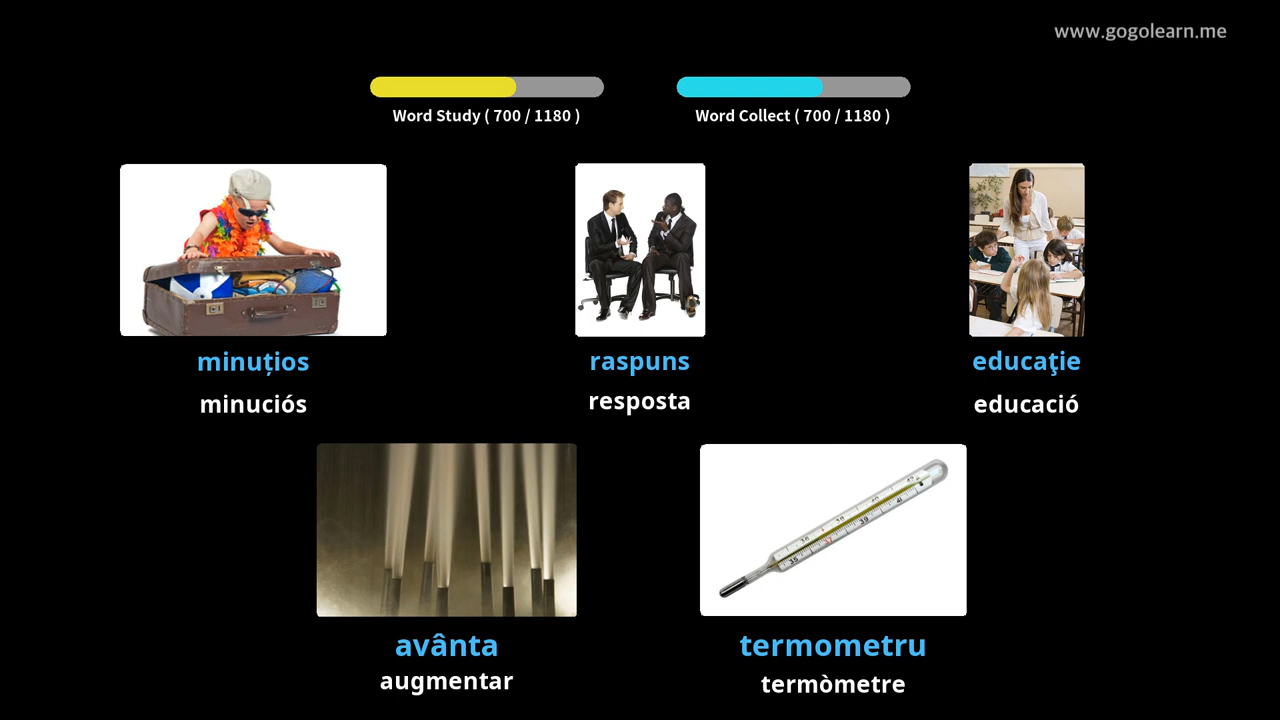 www.gogolearn.me
Word Study ( 700 / 1180 )
Word Collect ( 700 / 1180 )
minuțios
raspuns
educaţie
minuciós
resposta
educació
avânta
termometru
augmentar
termòmetre